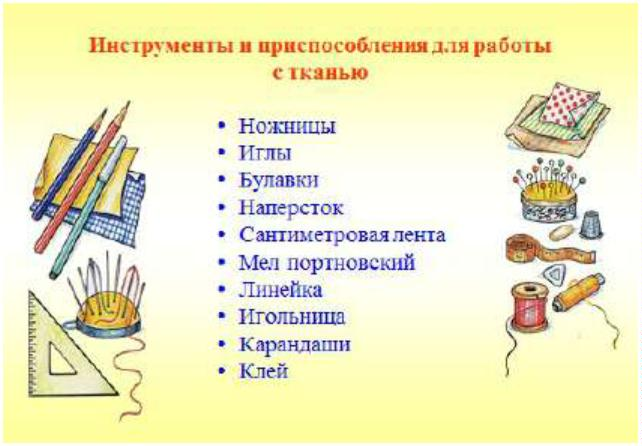 Инструменты и приспособления для работы
с тканью
• Ножницы
• Иглы
• Булавки
• Наперсток
• Сантиметровая лента
• Мел портновский
• Линейка
• Игольница
• Карандаши
• Клей